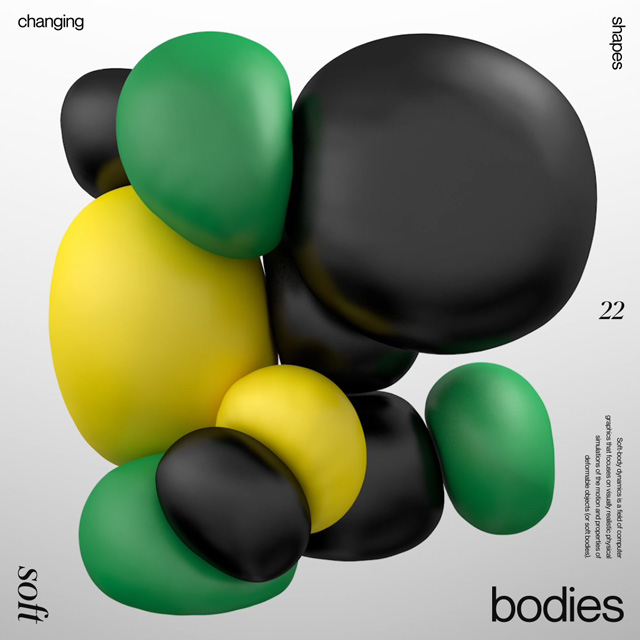 changing
shapes
22
Soft-body dynamics is a field of computer
graphics that focuses on visually realistic physical
simulations of the motion and properties of
deformable objects (or soft bodies).
soft
bodies